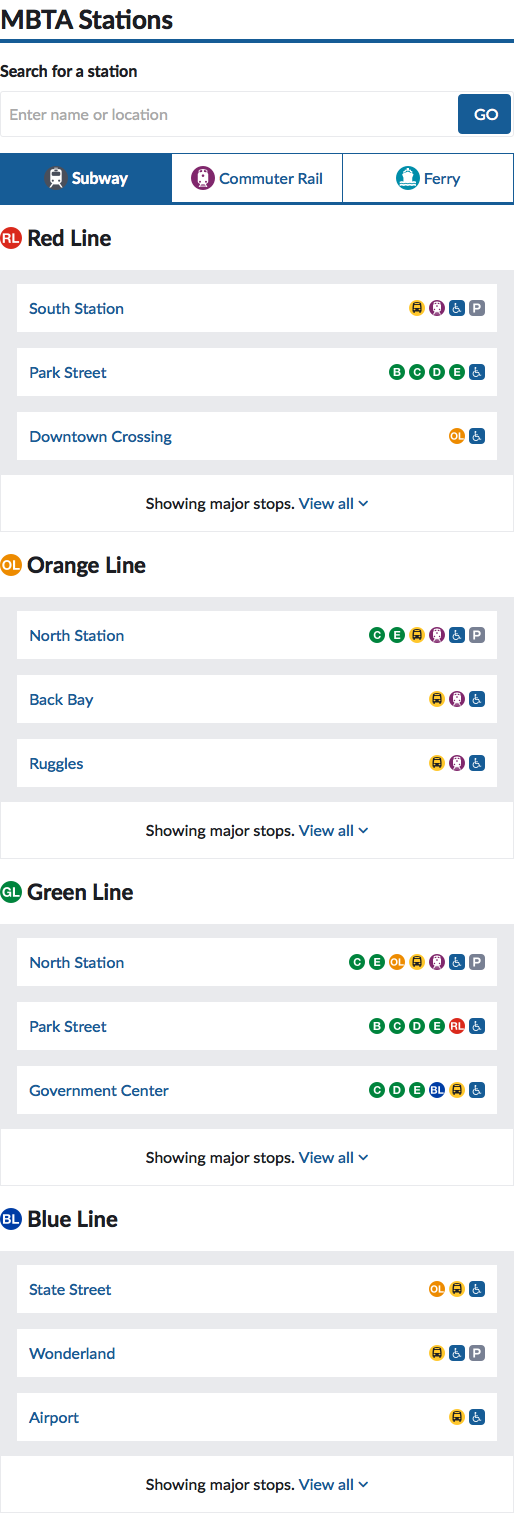 MBTA Stations
Search for a station
Enter name or location GO
Subway Commuter Rail Ferry
RL Red Line
South Station P
Park Street B C D E
Downtown Crossing OL
Showing major stops. View all
OL Orange Line
North Station C E P
Back Bay
Ruggles
Showing major stops. View all
GL Green Line
North Station C E OL P
Park Street B C D E RL
Government Center C D E BL
Showing major stops. View all
BL Blue Line
State Street OL
Wonderland P
Airport
Showing major stops. View all